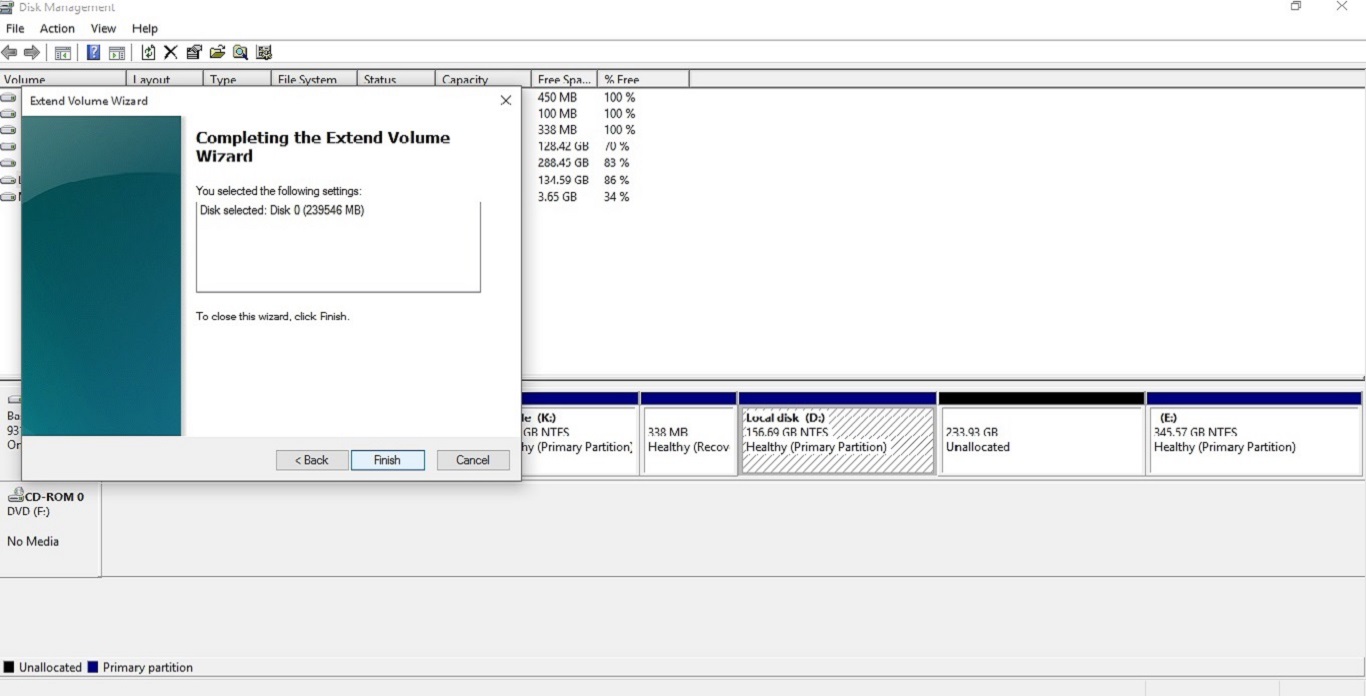 Disk Management
File Action View Help
Volume Layout Type File System Status Capacity Free Spa... % Free
Extend Volume Wizard
450 MB 100 %
100 MB 100 %
338 MB 100 %
128.42 GB 70 %
288.45 GB 83 %
134.59 GB 86 %
3.65 GB 34 %
Completing the Extend Volume
Wizard
You selected the following settings:
Disk selected: Disk 0 (239546 MB)
To close this wizard, click Finish.
< Back Finish Cancel
Ba
93
On
le (K:)
GB NTFS
hy (Primary Partition)
338 MB
Healthy (Recov
Local disk (D:)
156.69 GB NTFS
Healthy (Primary Partition)
233.93 GB
Unallocated
(E:)
345.57 GB NTFS
Healthy (Primary Partition)
CD-ROM 0
DVD (F:)
No Media
Unallocated Primary partition